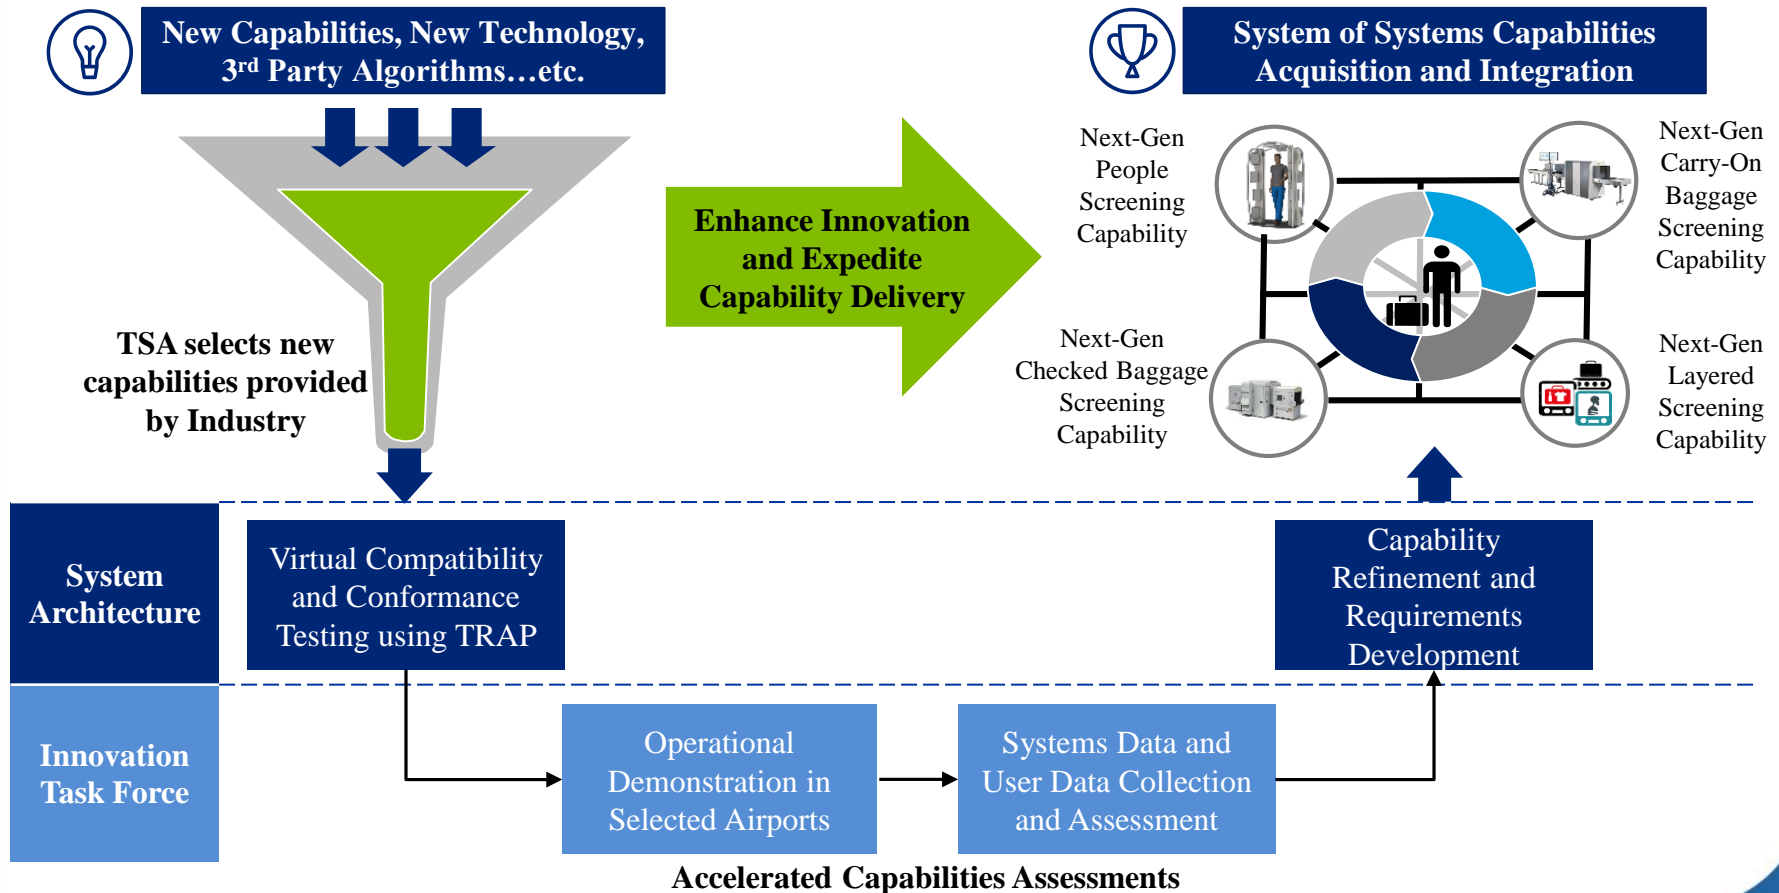 New Capabilities, New Technology,
3rd Party Algorithms…etc.
System of Systems Capabilities
Acquisition and Integration
Next-Gen
People
Screening
Capability
Next-Gen
Carry-On
Baggage
Screening
Capability
Enhance Innovation
and Expedite
Capability Delivery
TSA selects new
capabilities provided
by Industry
Next-Gen
Checked Baggage
Screening
Capability
Next-Gen
Layered
Screening
Capability
System
Architecture
Virtual Compatibility
and Conformance
Testing using TRAP
Capability
Refinement and
Requirements
Development
Innovation
Task Force
Operational
Demonstration in
Selected Airports
Systems Data and
User Data Collection
and Assessment
Accelerated Capabilities Assessments